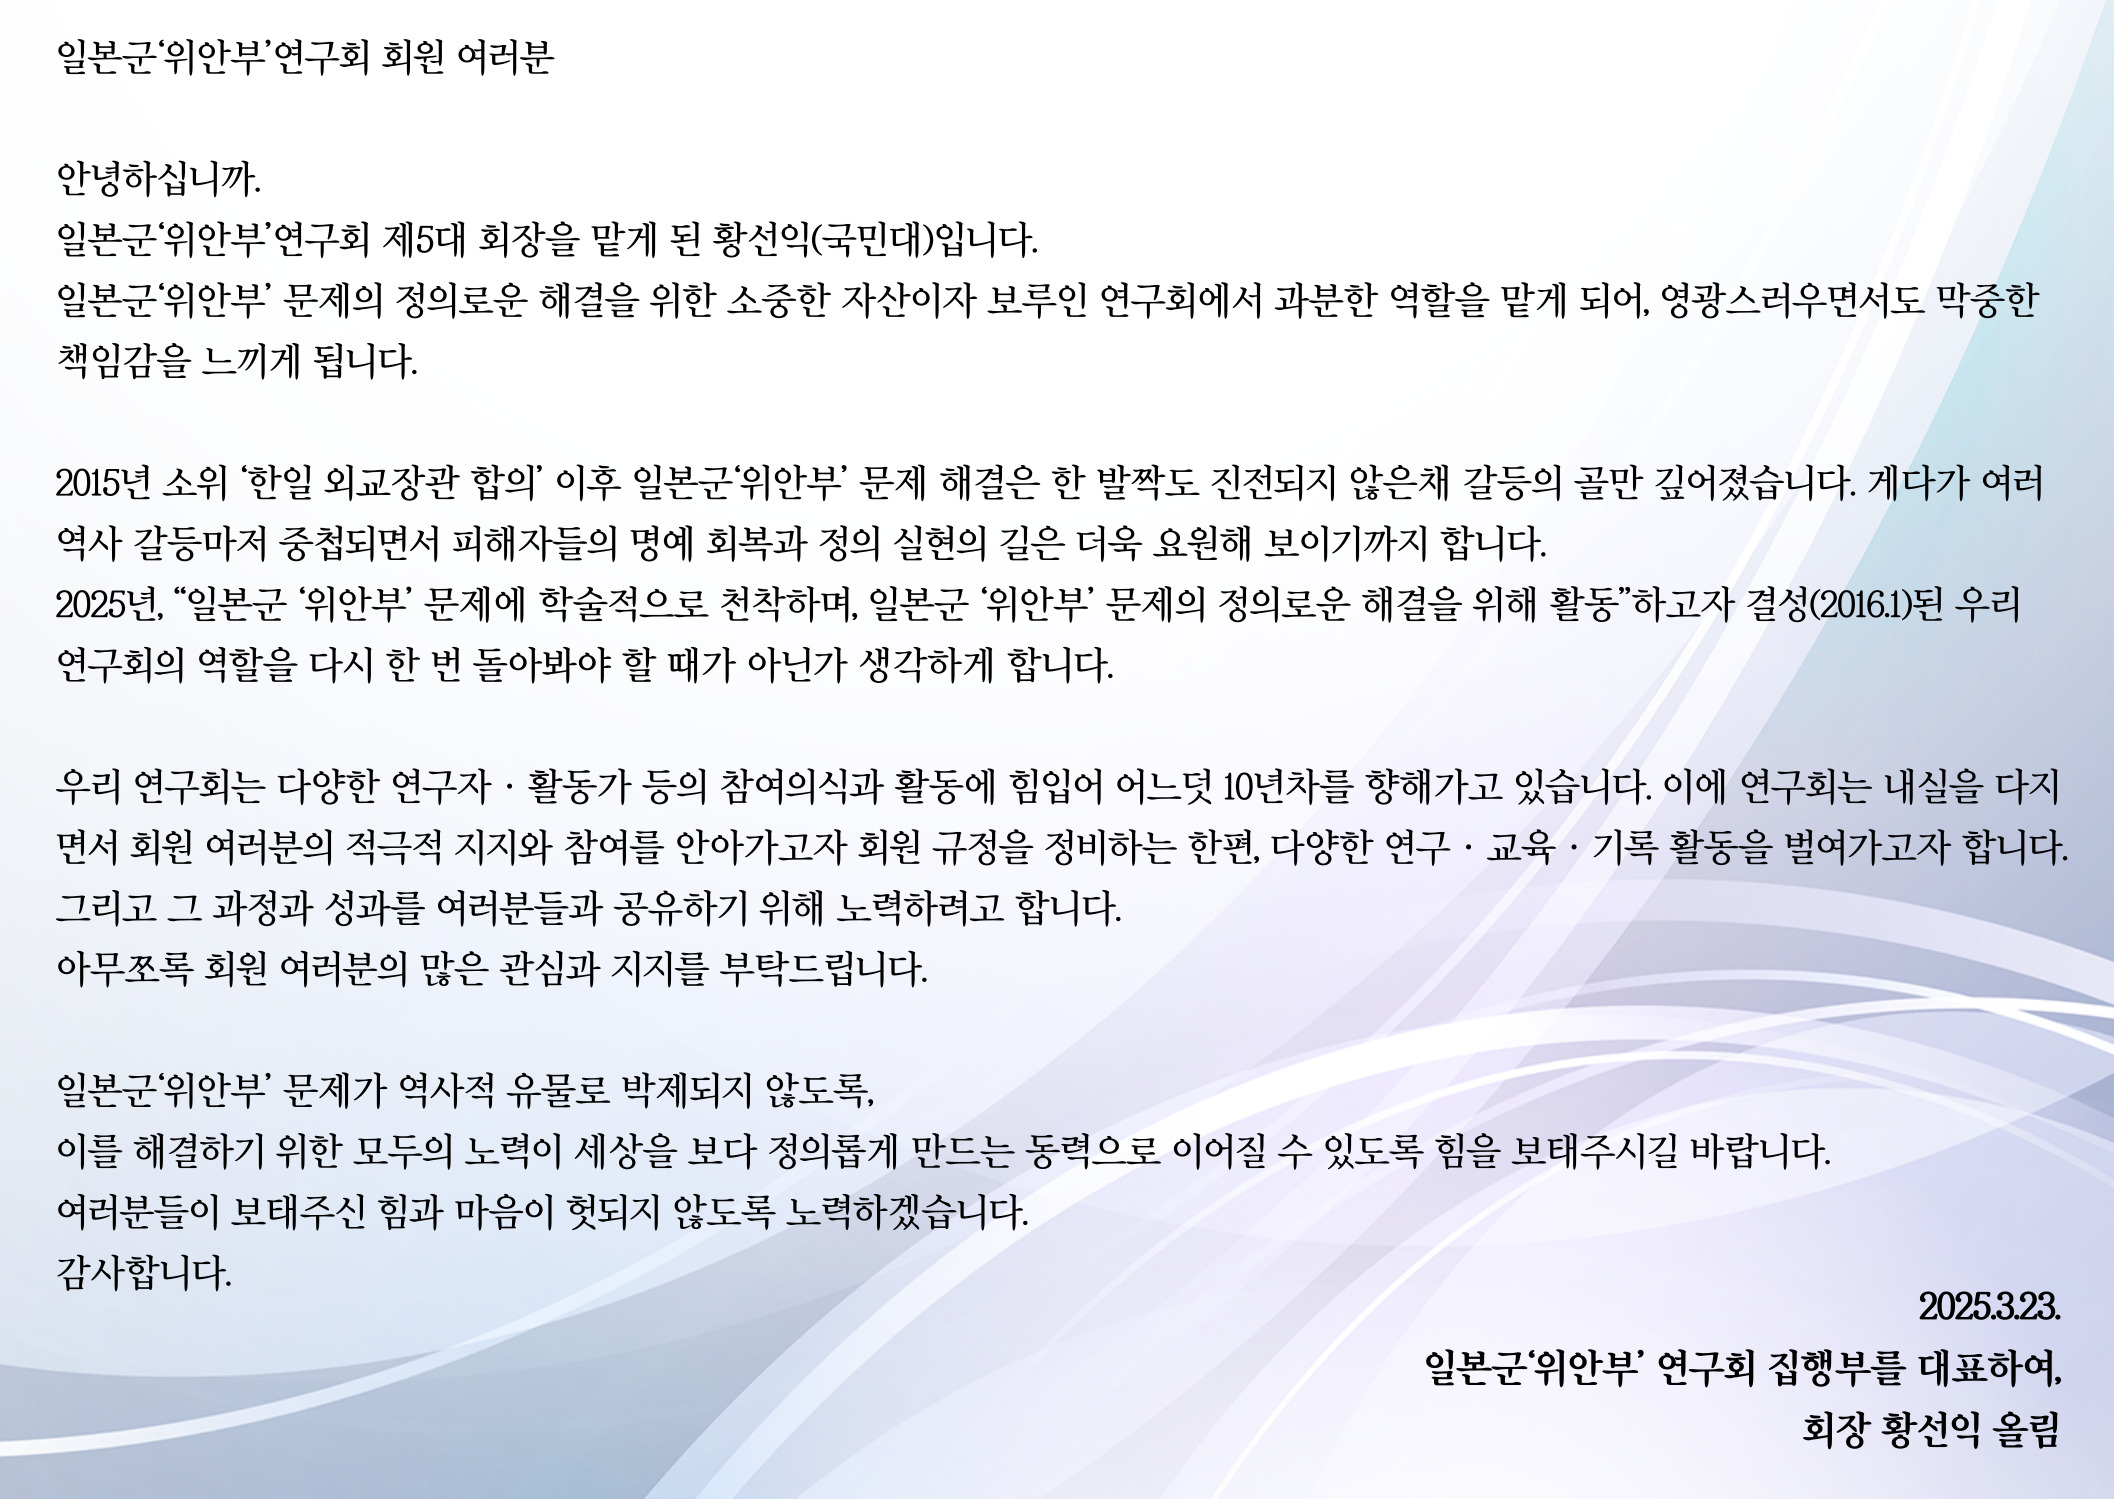 일본군‘위안부’연구회 회원 여러분
안녕하십니까.
일본군‘위안부’연구회 제5대 회장을 맡게 된 황선익(국민대)입니다.
일본군‘위안부’ 문제의 정의로운 해결을 위한 소중한 자산이자 보루인 연구회에서 과분한 역할을 맡게 되어, 영광스러우면서도 막중한
책임감을 느끼게 됩니다.
2015년 소위 ‘한일 외교장관 합의’ 이후 일본군‘위안부’ 문제 해결은 한 발짝도 진전되지 않은채 갈등의 골만 깊어졌습니다. 게다가 여러
역사 갈등마저 중첩되면서 피해자들의 명예 회복과 정의 실현의 길은 더욱 요원해 보이기까지 합니다.
2025년, “일본군 ‘위안부’ 문제에 학술적으로 천착하며, 일본군 ‘위안부’ 문제의 정의로운 해결을 위해 활동”하고자 결성(2016.1)된 우리
연구회의 역할을 다시 한 번 돌아봐야 할 때가 아닌가 생각하게 합니다.
우리 연구회는 다양한 연구자 · 활동가 등의 참여의식과 활동에 힘입어 어느덧 10년차를 향해가고 있습니다. 이에 연구회는 내실을 다지
면서 회원 여러분의 적극적 지지와 참여를 안아가고자 회원 규정을 정비하는 한편, 다양한 연구 · 교육 · 기록 활동을 벌여가고자 합니다.
그리고 그 과정과 성과를 여러분들과 공유하기 위해 노력하려고 합니다.
아무쪼록 회원 여러분의 많은 관심과 지지를 부탁드립니다.
일본군‘위안부’ 문제가 역사적 유물로 박제되지 않도록,
이를 해결하기 위한 모두의 노력이 세상을 보다 정의롭게 만드는 동력으로 이어질 수 있도록 힘을 보태주시길 바랍니다.
여러분들이 보태주신 힘과 마음이 헛되지 않도록 노력하겠습니다.
감사합니다.
2025.3.23.
일본군‘위안부’ 연구회 집행부를 대표하여,
회장 황선익 올림